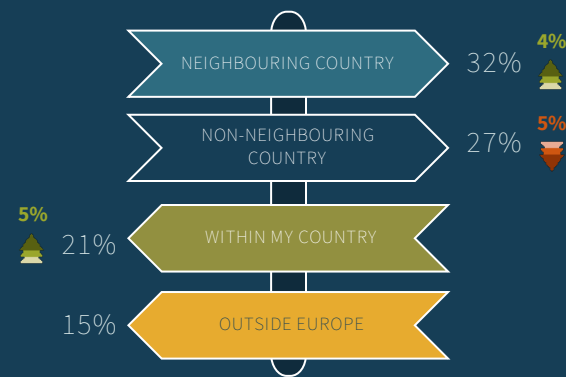 4%
NEIGHBOURING COUNTRY 32%
5%
NON-NEIGHBOURING
COUNTRY
27%
5%
21% WITHIN MY COUNTRY
15% OUTSIDE EUROPE